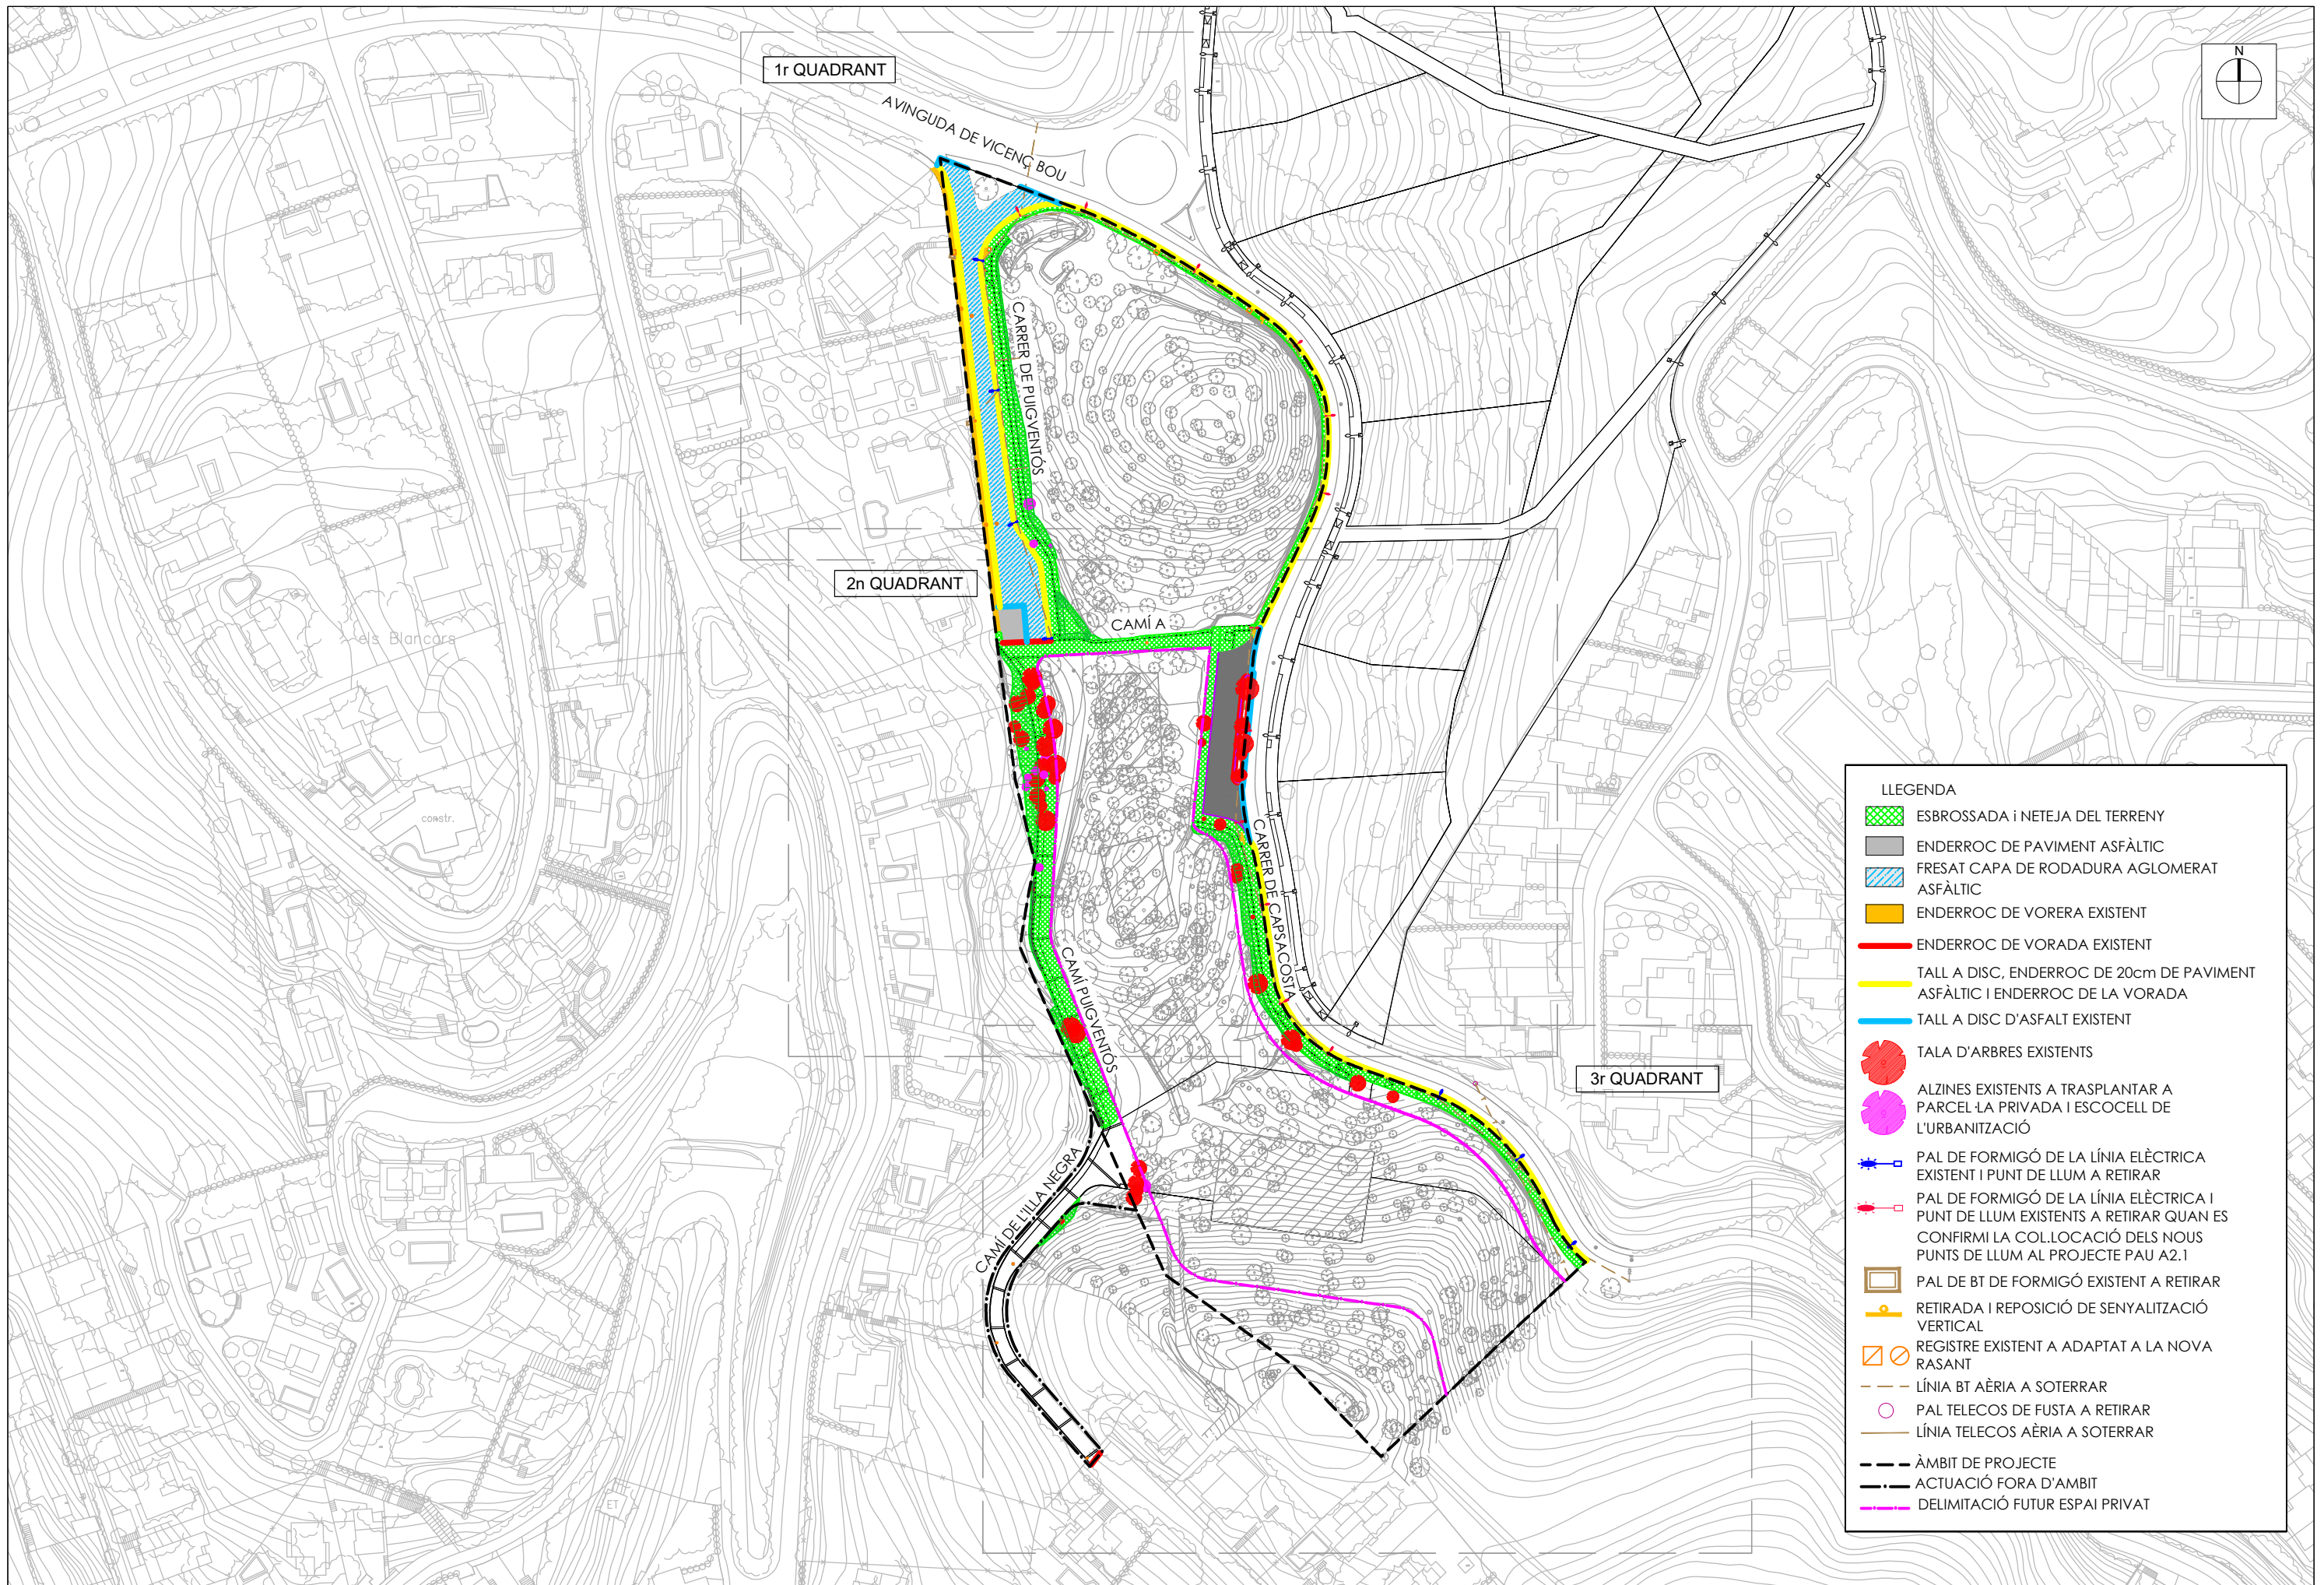 1r QUADRANT
N
AVINGUDA DE VICENÇ BOU
CARRER DE PUIGVENTÓS
2n QUADRANT
CAMÍ A
els Blancars
constr.
CARRER DE CAPSACOSTA
CAMÍ PUIGVENTÓS
3r QUADRANT
CAMÍ DE L'ILLA NEGRA
ET
LLEGENDA
ESBROSSADA i NETEJA DEL TERRENY
ENDERROC DE PAVIMENT ASFÀLTIC
FRESAT CAPA DE RODADURA AGLOMERAT
ASFÀLTIC
ENDERROC DE VORERA EXISTENT
ENDERROC DE VORADA EXISTENT
TALL A DISC, ENDERROC DE 20cm DE PAVIMENT
ASFÀLTIC I ENDERROC DE LA VORADA
TALL A DISC D'ASFALT EXISTENT
TALA D'ARBRES EXISTENTS
ALZINES EXISTENTS A TRASPLANTAR A
PARCEL·LA PRIVADA I ESCOCELL DE
L'URBANITZACIÓ
PAL DE FORMIGÓ DE LA LÍNIA ELÈCTRICA
EXISTENT I PUNT DE LLUM A RETIRAR
PAL DE FORMIGÓ DE LA LÍNIA ELÈCTRICA I
PUNT DE LLUM EXISTENTS A RETIRAR QUAN ES
CONFIRMI LA COL.LOCACIÓ DELS NOUS
PUNTS DE LLUM AL PROJECTE PAU A2.1
PAL DE BT DE FORMIGÓ EXISTENT A RETIRAR
RETIRADA I REPOSICIÓ DE SENYALITZACIÓ
VERTICAL
REGISTRE EXISTENT A ADAPTAT A LA NOVA
RASANT
LÍNIA BT AÈRIA A SOTERRAR
PAL TELECOS DE FUSTA A RETIRAR
LÍNIA TELECOS AÈRIA A SOTERRAR
ÀMBIT DE PROJECTE
ACTUACIÓ FORA D'AMBIT
DELIMITACIÓ FUTUR ESPAI PRIVAT